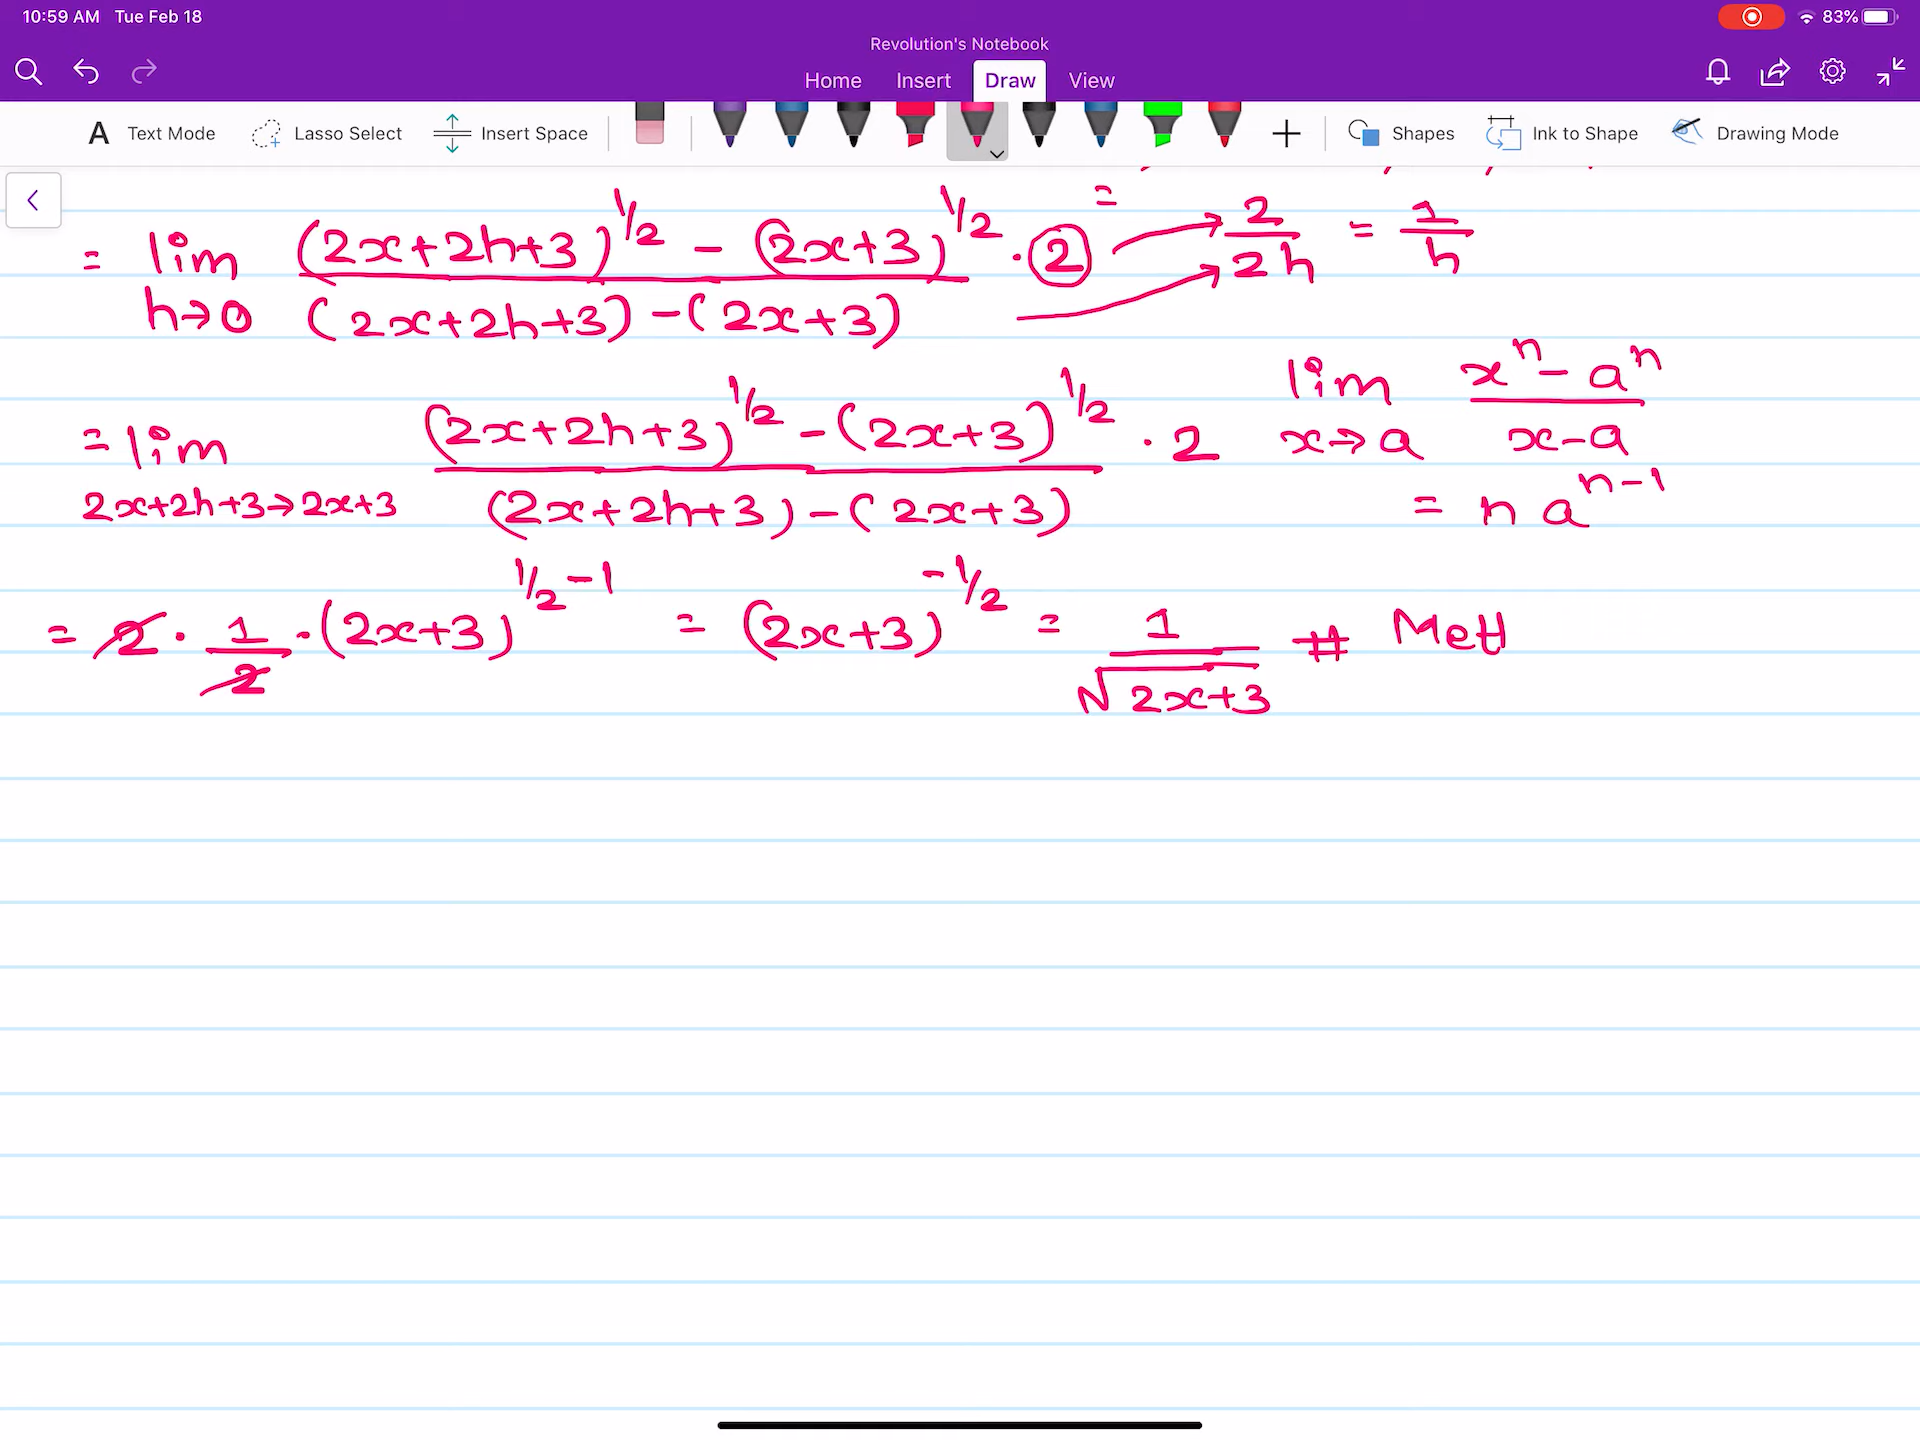 10:59 AM Tue Feb 18 83%
Revolution's Notebook
Home Insert Draw View
A Text Mode Lasso Select Insert Space Shapes Ink to Shape Drawing Mode
= lim h→0 ((2x+2h+3)^1/2 − (2x+3)^1/2) / ((2x+2h+3)−(2x+3)) · 2 = 2/2h = 1/h
= lim 2x+2h+3→2x+3 ((2x+2h+3)^1/2 − (2x+3)^1/2) / ((2x+2h+3)−(2x+3)) · 2
lim x→a (x^n − a^n) / (x−a)
= n a^n−1
= 2 · 1/2 · (2x+3)^1/2−1 = (2x+3)^−1/2 = 1/√2x+3 #